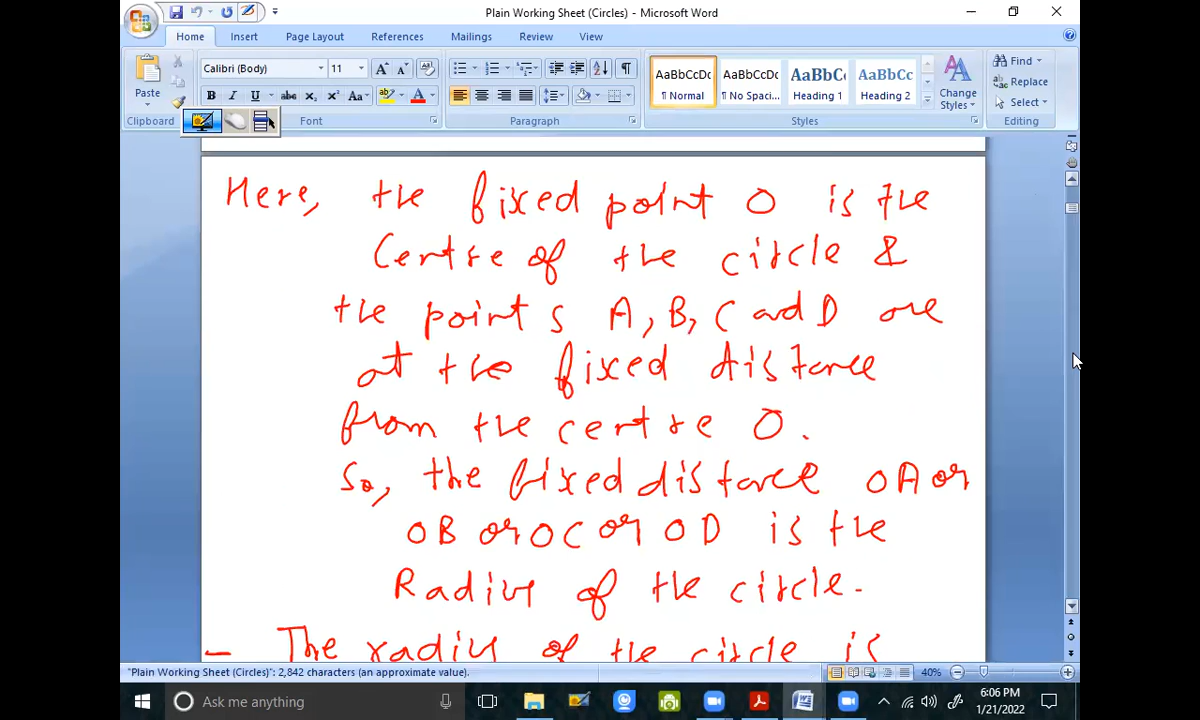 Plain Working Sheet (Circles) - Microsoft Word
Home Insert Page Layout References Mailings Review View
Calibri (Body) 11
Paste
Clipboard Font Paragraph Styles Editing
AaBbCcDc AaBbCcDc AaBbC AaBbCc
¶ Normal ¶ No Spaci... Heading 1 Heading 2
Change Styles
Find
Replace
Select
Here, the fixed point O is the
Centre of the circle &
the points A, B, C and D are
at the fixed distance
from the centre O.
So, the fixed distance OA or
OB or OC or OD is the
Radius of the circle.
- The radius of the circle is
"Plain Working Sheet (Circles)": 2,842 characters (an approximate value).
40%
Ask me anything
6:06 PM
1/21/2022